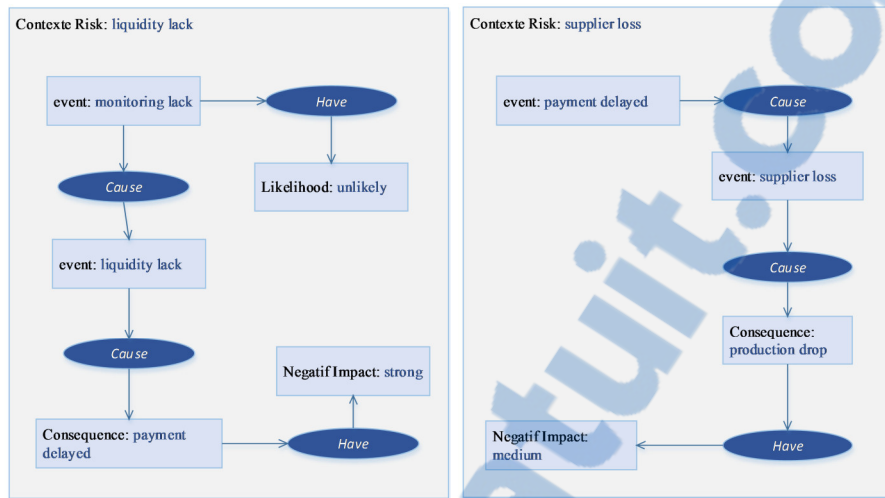 Contexte Risk: liquidity lack
event: monitoring lack
Have
Cause
Likelihood: unlikely
event: liquidity lack
Cause
Negatif Impact: strong
Consequence: payment
delayed
Have
Contexte Risk: supplier loss
event: payment delayed
Cause
event: supplier loss
Cause
Consequence:
production drop
Negatif Impact:
medium
Have